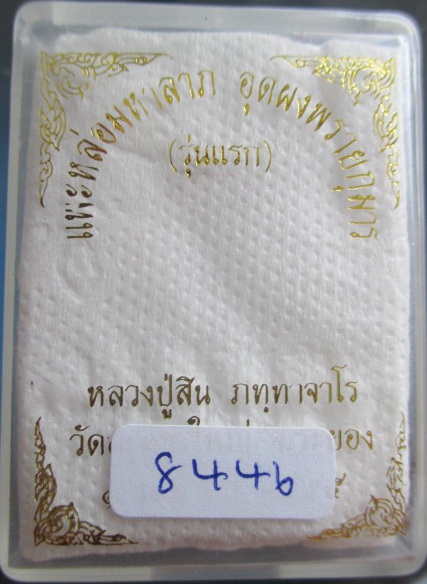 แพะหล่อมหาลาภ อุดผงพรายกุมาร
(รุ่นแรก)
หลวงปู่สิน ภทฺทาจาโร
8446